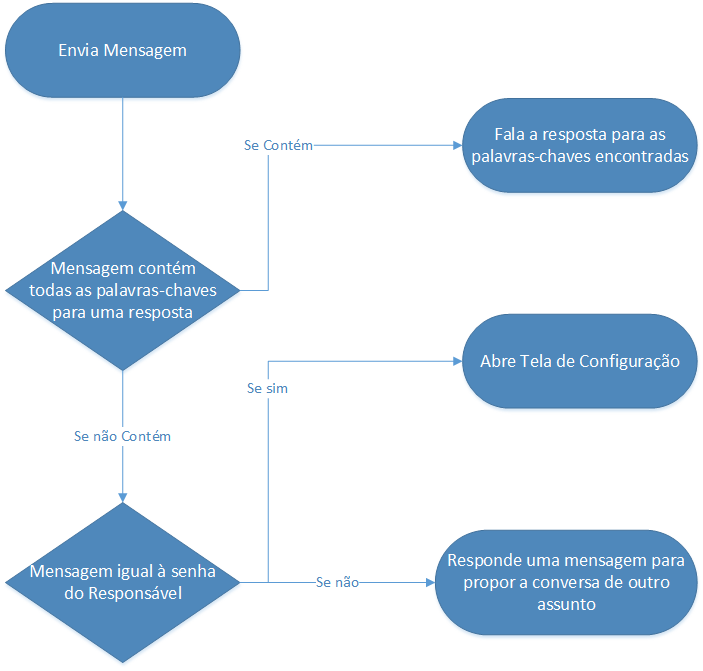 Envia Mensagem
Se Contém
Fala a resposta para as
palavras-chaves encontradas
Mensagem contém
todas as palavras-chaves
para uma resposta
Abre Tela de Configuração
Se sim
Se não Contém
Mensagem igual à senha
do Responsável
Se não
Responde uma mensagem para
propor a conversa de outro
assunto